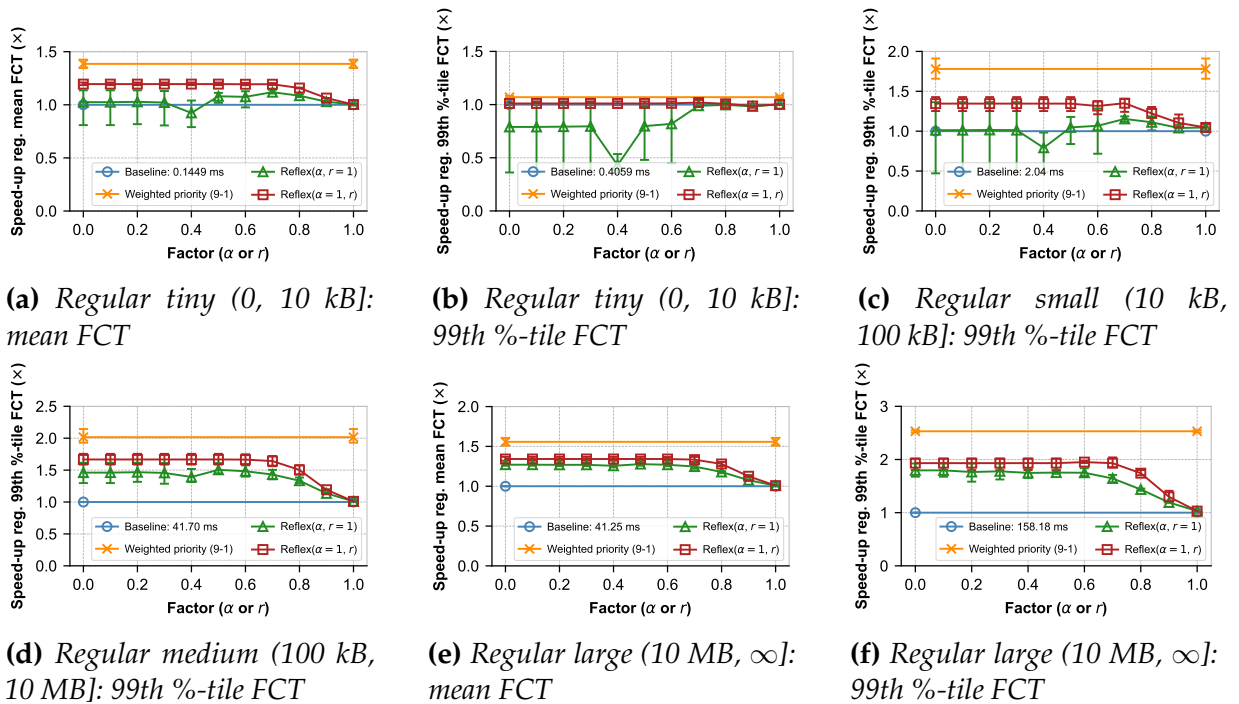 Speed-up reg. mean FCT (×)
1.5
1.0
0.5
0.0
Baseline: 0.1449 ms
Weighted priority (9-1)
Reflex(α, r = 1)
Reflex(α = 1, r)
0.0 0.2 0.4 0.6 0.8 1.0
Factor (α or r)
(a) Regular tiny (0, 10 kB]:
mean FCT
Speed-up reg. 99th %-tile FCT (×)
1.5
1.0
0.5
0.0
Baseline: 0.4059 ms
Weighted priority (9-1)
Reflex(α, r = 1)
Reflex(α = 1, r)
0.0 0.2 0.4 0.6 0.8 1.0
Factor (α or r)
(b) Regular tiny (0, 10 kB]:
99th %-tile FCT
Speed-up reg. 99th %-tile FCT (×)
2.0
1.5
1.0
0.5
0.0
Baseline: 2.04 ms
Weighted priority (9-1)
Reflex(α, r = 1)
Reflex(α = 1, r)
0.0 0.2 0.4 0.6 0.8 1.0
Factor (α or r)
(c) Regular small (10 kB,
100 kB]: 99th %-tile FCT
Speed-up reg. 99th %-tile FCT (×)
2.5
2.0
1.5
1.0
0.5
0.0
Baseline: 41.70 ms
Weighted priority (9-1)
Reflex(α, r = 1)
Reflex(α = 1, r)
0.0 0.2 0.4 0.6 0.8 1.0
Factor (α or r)
(d) Regular medium (100 kB,
10 MB]: 99th %-tile FCT
Speed-up reg. mean FCT (×)
2.0
1.5
1.0
0.5
0.0
Baseline: 41.25 ms
Weighted priority (9-1)
Reflex(α, r = 1)
Reflex(α = 1, r)
0.0 0.2 0.4 0.6 0.8 1.0
Factor (α or r)
(e) Regular large (10 MB, ∞]:
mean FCT
Speed-up reg. 99th %-tile FCT (×)
3
2
1
0
Baseline: 158.18 ms
Weighted priority (9-1)
Reflex(α, r = 1)
Reflex(α = 1, r)
0.0 0.2 0.4 0.6 0.8 1.0
Factor (α or r)
(f) Regular large (10 MB, ∞]:
99th %-tile FCT